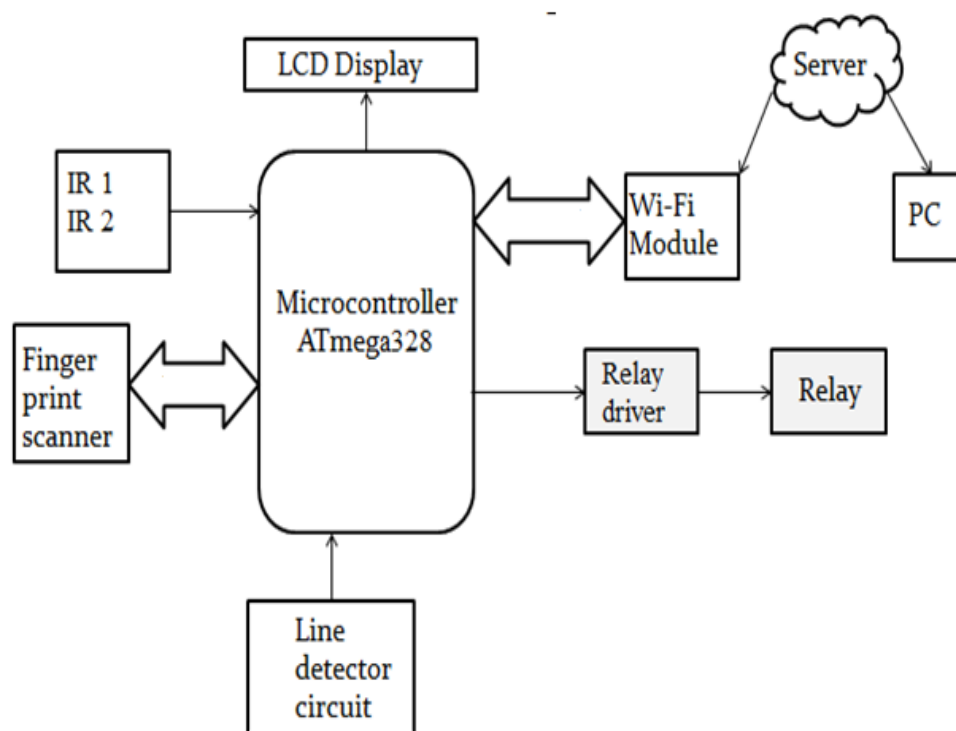 LCD Display
Server
IR 1
IR 2
Wi-Fi
Module
PC
Microcontroller
ATmega328
Finger
print
scanner
Relay
driver
Relay
Line
detector
circuit